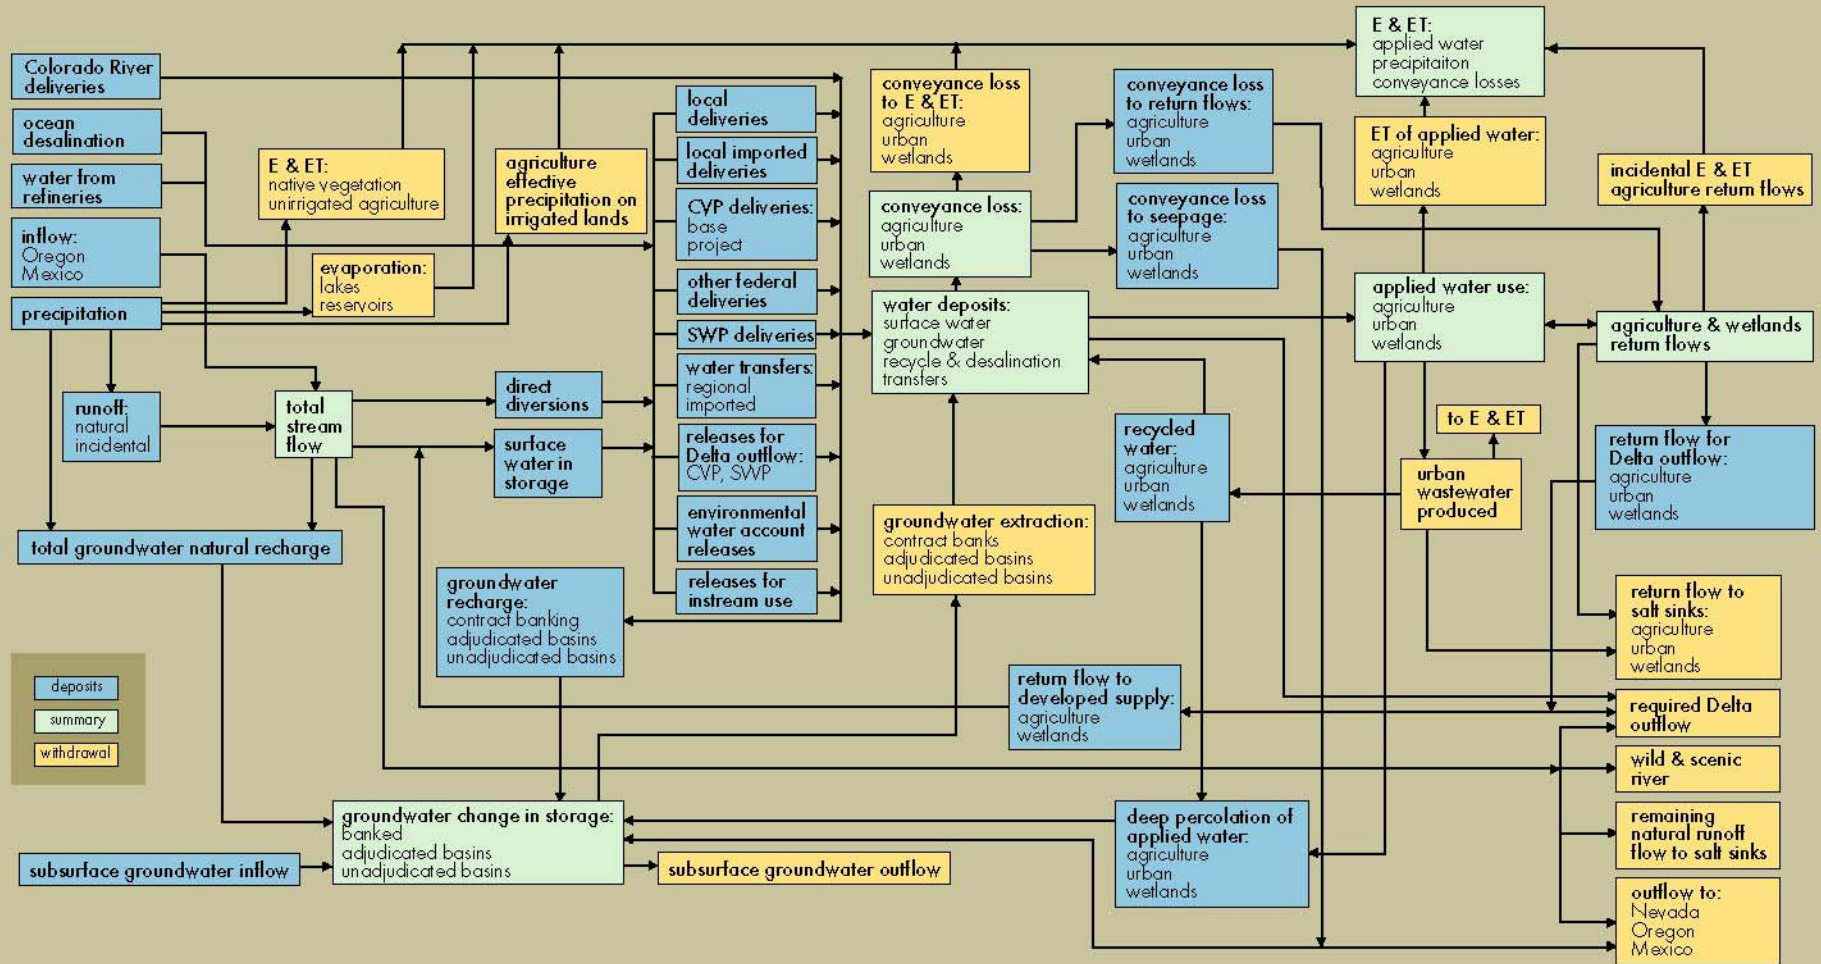 Colorado River
deliveries
ocean
desalination
water from
refineries
inflow:
Oregon
Mexico
precipitation
runoff:
natural
incidental
total groundwater natural recharge
deposits
summary
withdrawal
subsurface groundwater inflow
E & ET:
native vegetation
unirrigated agriculture
evaporation:
lakes
reservoirs
total
stream
flow
agriculture
effective
precipitation on
irrigated lands
direct
diversions
surface
water in
storage
groundwater
recharge:
contract banking
adjudicated basins
unadjudicated basins
groundwater change in storage:
banked
adjudicated basins
unadjudicated basins
subsurface groundwater outflow
local
deliveries
local imported
deliveries
CVP deliveries:
base
project
other federal
deliveries
SWP deliveries
water transfers:
regional
imported
releases for
Delta outflow:
CVP, SWP
environmental
water account
releases
releases for
instream use
conveyance loss
to E & ET:
agriculture
urban
wetlands
conveyance loss:
agriculture
urban
wetlands
water deposits:
surface water
groundwater
recycle & desalination
transfers
groundwater extraction:
contract banks
adjudicated basins
unadjudicated basins
return flow to
developed supply:
agriculture
wetlands
conveyance loss
to return flows:
agriculture
urban
wetlands
conveyance loss
to seepage:
agriculture
urban
wetlands
recycled
water:
agriculture
urban
wetlands
deep percolation of
applied water:
agriculture
urban
wetlands
E & ET:
applied water
precipitaiton
conveyance losses
ET of applied water:
agriculture
urban
wetlands
applied water use:
agriculture
urban
wetlands
to E & ET
urban
wastewater
produced
incidental E & ET
agriculture return flows
agriculture & wetlands
return flows
return flow for
Delta outflow:
agriculture
urban
wetlands
return flow to
salt sinks:
agriculture
urban
wetlands
required Delta
outflow
wild & scenic
river
remaining
natural runoff
flow to salt sinks
outflow to:
Nevada
Oregon
Mexico